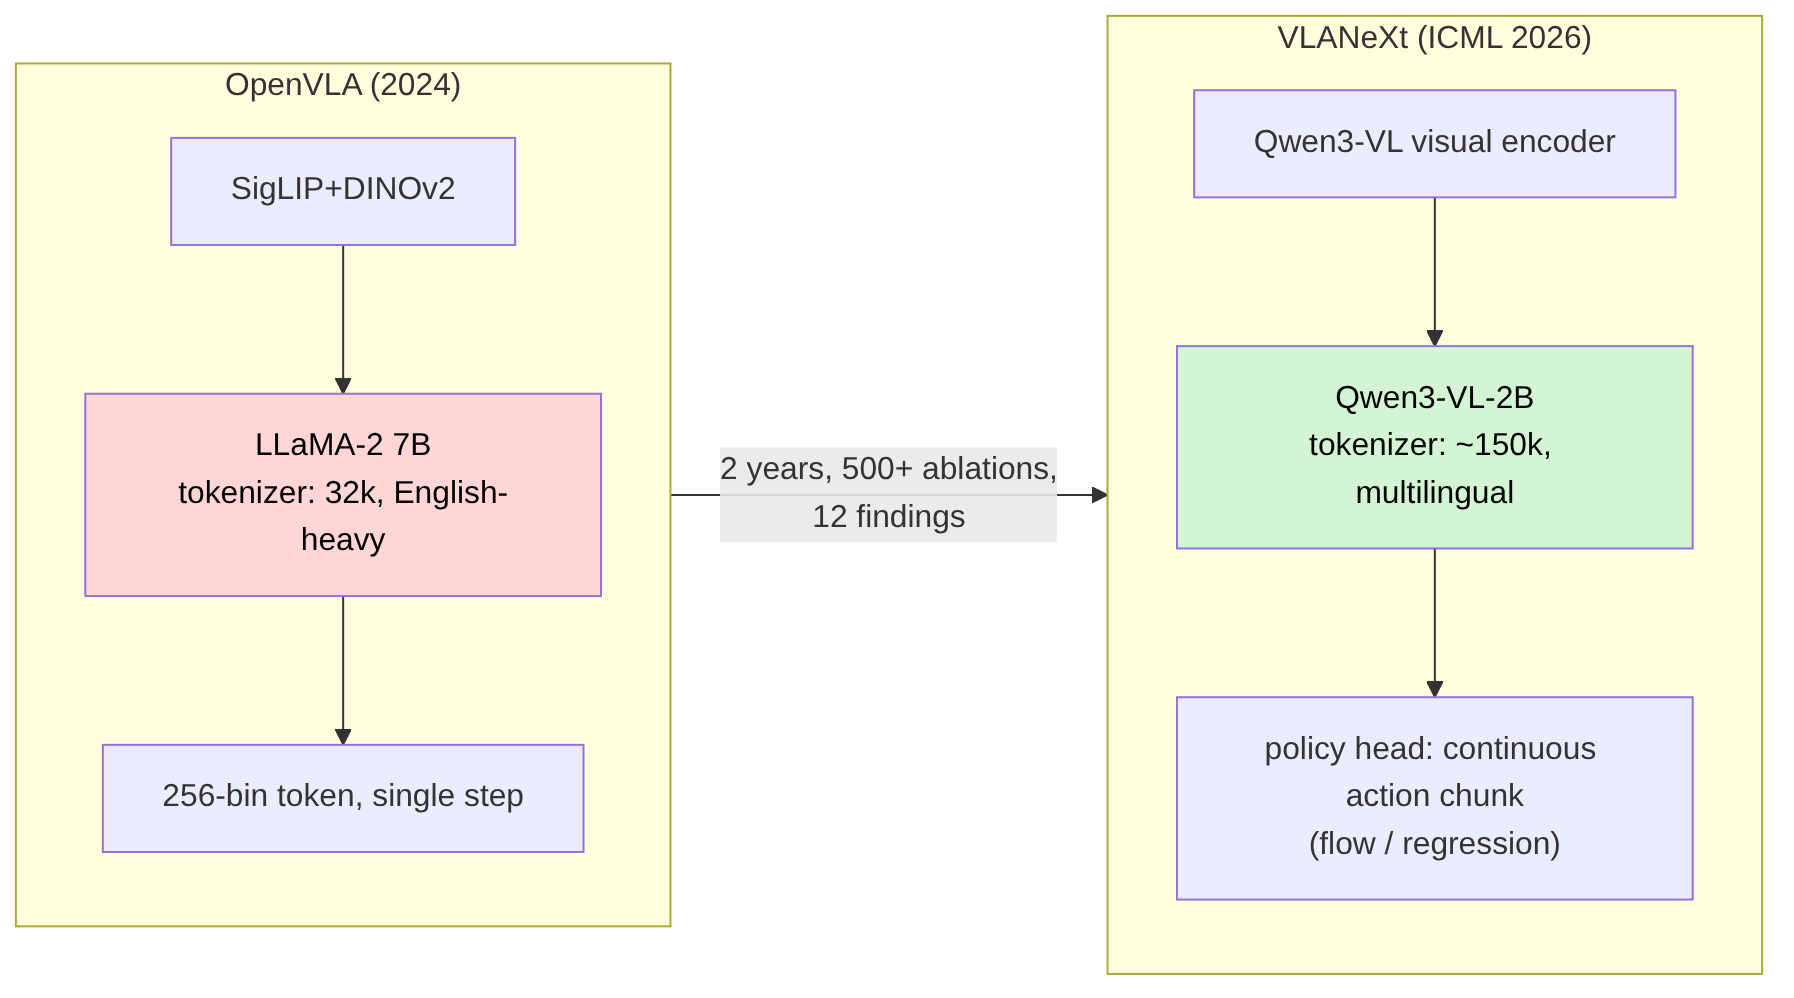 OpenVLA (2024)
SigLIP+DINOv2
LLaMA-2 7B
tokenizer: 32k, English-
heavy
256-bin token, single step
2 years, 500+ ablations,
12 findings
VLANeXt (ICML 2026)
Qwen3-VL visual encoder
Qwen3-VL-2B
tokenizer: ~150k,
multilingual
policy head: continuous
action chunk
(flow / regression)